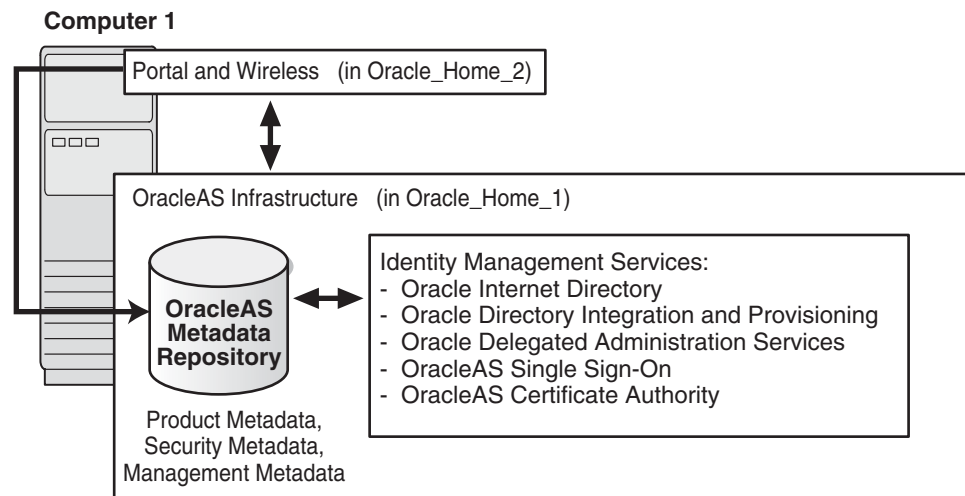 Computer 1
Portal and Wireless (in Oracle_Home_2)
OracleAS Infrastructure (in Oracle_Home_1)
OracleAS
Metadata
Repository
Product Metadata,
Security Metadata,
Management Metadata
Identity Management Services:
- Oracle Internet Directory
- Oracle Directory Integration and Provisioning
- Oracle Delegated Administration Services
- OracleAS Single Sign-On
- OracleAS Certificate Authority